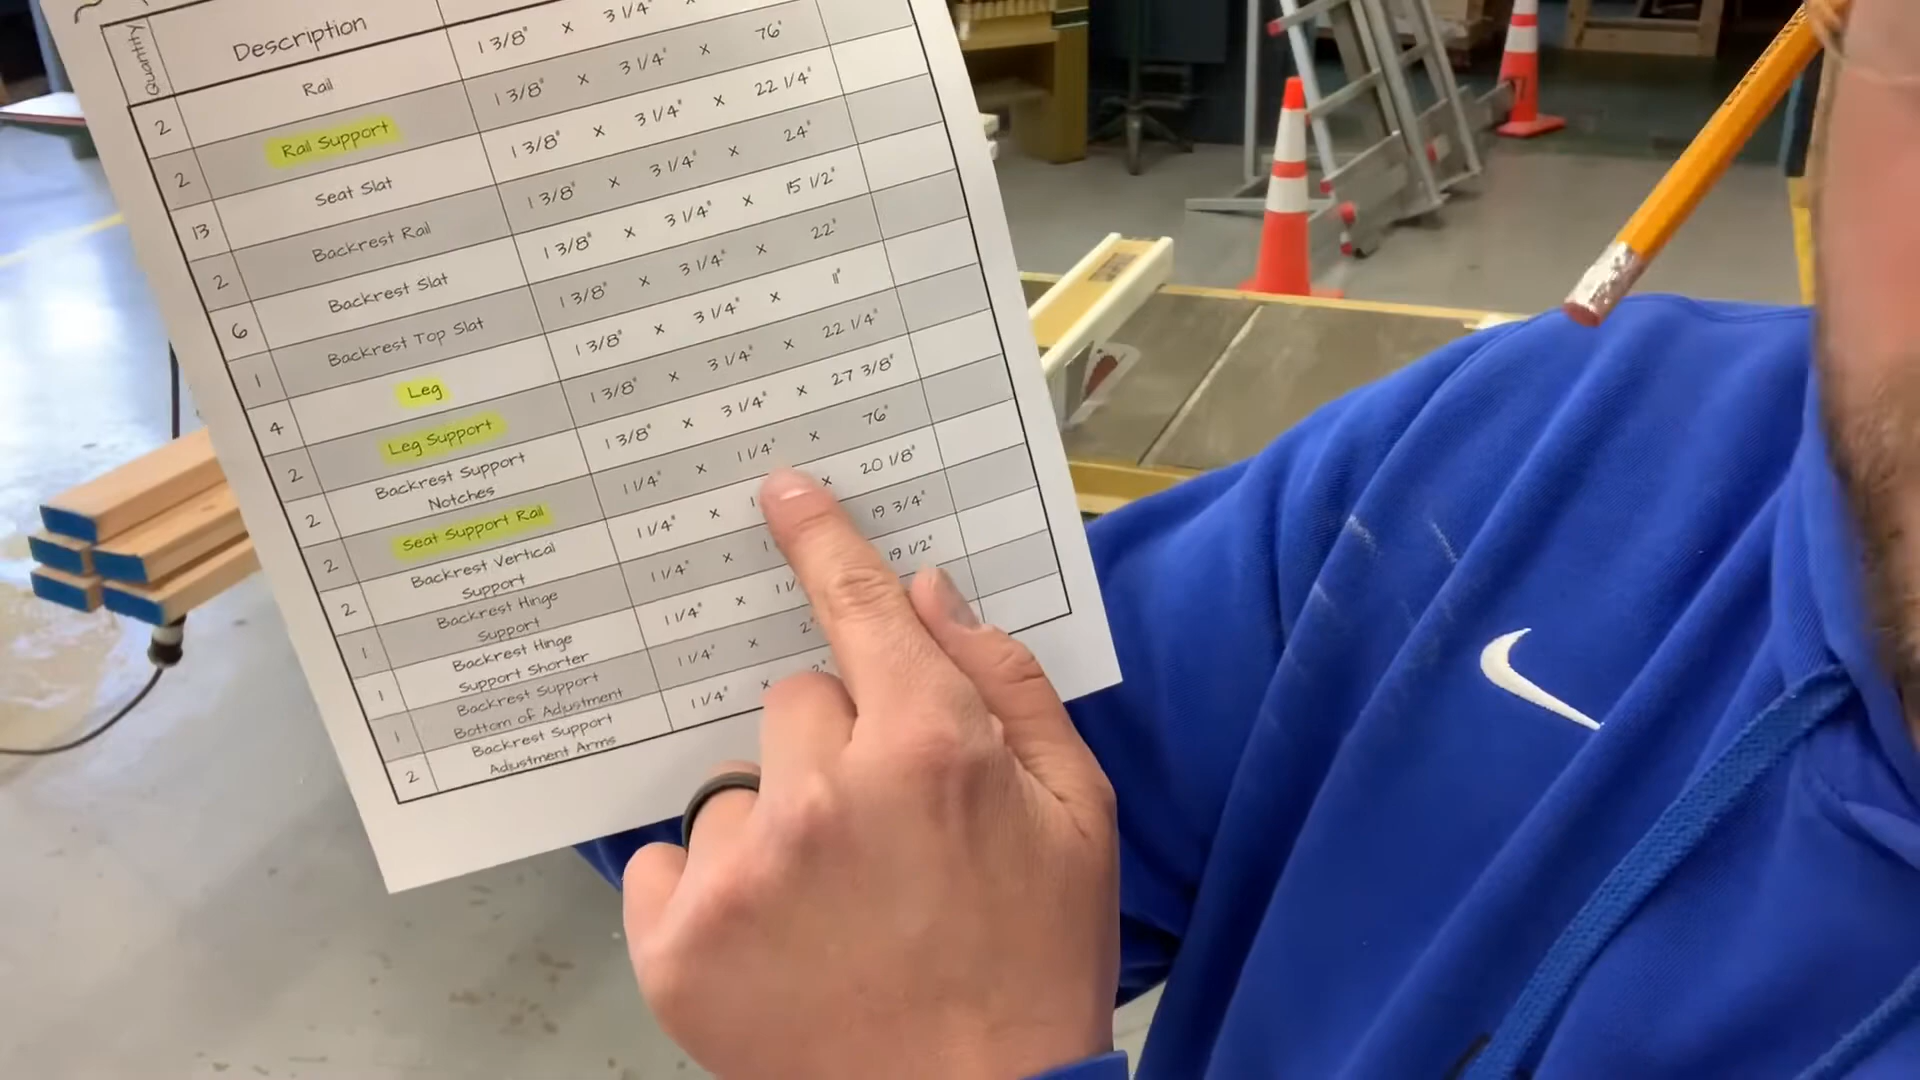 Quantity Description
2 Rail 1 3/8" x 3 1/4" x
2 Rail Support 1 3/8" x 3 1/4" x 76"
13 Seat Slat 1 3/8" x 3 1/4" x 22 1/4"
2 Backrest Rail 1 3/8" x 3 1/4" x 24"
6 Backrest Slat 1 3/8" x 3 1/4" x 15 1/2"
1 Backrest Top Slat 1 3/8" x 3 1/4" x 22"
4 Leg 1 3/8" x 3 1/4" x 11"
2 Leg Support 1 3/8" x 3 1/4" x 22 1/4"
2 Backrest Support
Notches 1 3/8" x 3 1/4" x 27 3/8"
2 Seat Support Rail 1 1/4" x 1 1/4" x 76"
2 Backrest Vertical
Support 1 1/4" x 1 x 20 1/8"
1 Backrest Hinge
Support 1 1/4" x 1 19 3/4"
1 Backrest Hinge
Support Shorter 1 1/4" x 1 1/ 19 1/2"
1 Backrest Support
Bottom of Adjustment 1 1/4" x 2"
2 Backrest Support
Adjustment Arms 1 1/4" x 2"